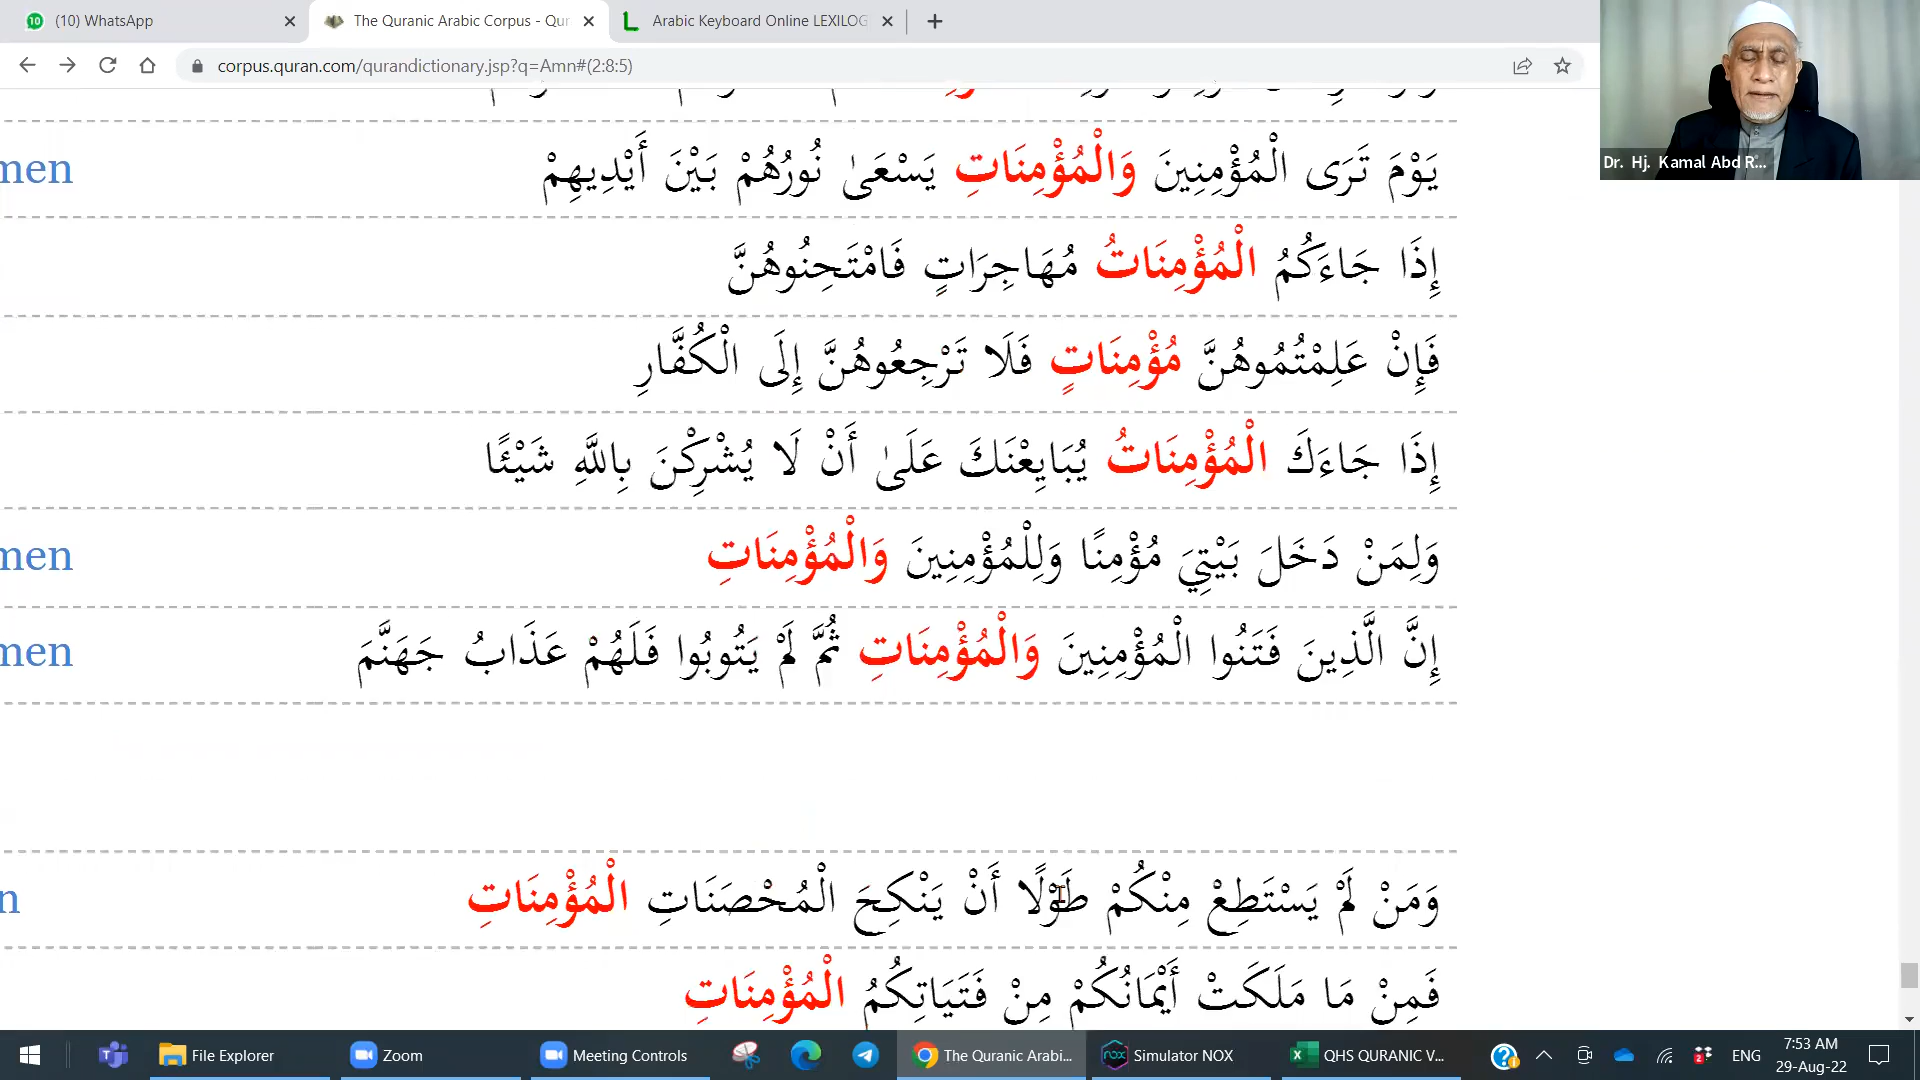 (10) WhatsApp
The Quranic Arabic Corpus - Qur
Arabic Keyboard Online LEXILOG
corpus.quran.com/qurandictionary.jsp?q=Amn#(2:8:5)
Dr. Hj. Kamal Abd R...
men
يَوْمَ تَرَى الْمُؤْمِنِينَ وَالْمُؤْمِنَاتِ يَسْعَىٰ نُورُهُمْ بَيْنَ أَيْدِيهِمْ
إِذَا جَاءَكُمُ الْمُؤْمِنَاتُ مُهَاجِرَاتٍ فَامْتَحِنُوهُنَّ
فَإِنْ عَلِمْتُمُوهُنَّ مُؤْمِنَاتٍ فَلَا تَرْجِعُوهُنَّ إِلَى الْكُفَّارِ
إِذَا جَاءَكَ الْمُؤْمِنَاتُ يُبَايِعْنَكَ عَلَىٰ أَنْ لَا يُشْرِكْنَ بِاللَّهِ شَيْئًا
men
وَلِمَنْ دَخَلَ بَيْتِيَ مُؤْمِنًا وَلِلْمُؤْمِنِينَ وَالْمُؤْمِنَاتِ
men
إِنَّ الَّذِينَ فَتَنُوا الْمُؤْمِنِينَ وَالْمُؤْمِنَاتِ ثُمَّ لَمْ يَتُوبُوا فَلَهُمْ عَذَابُ جَهَنَّمَ
n
وَمَنْ لَمْ يَسْتَطِعْ مِنْكُمْ طَوْلًا أَنْ يَنْكِحَ الْمُحْصَنَاتِ الْمُؤْمِنَاتِ
فَمِنْ مَا مَلَكَتْ أَيْمَانُكُمْ مِنْ فَتَيَاتِكُمُ الْمُؤْمِنَاتِ
File Explorer
Zoom
Meeting Controls
The Quranic Arabi...
Simulator NOX
QHS QURANIC V...
ENG
7:53 AM
29-Aug-22